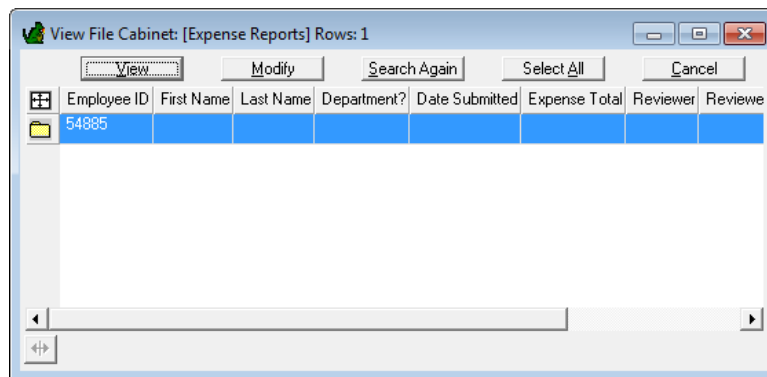 View File Cabinet: [Expense Reports] Rows: 1
View Modify Search Again Select All Cancel
Employee ID First Name Last Name Department? Date Submitted Expense Total Reviewer Reviewe
54885